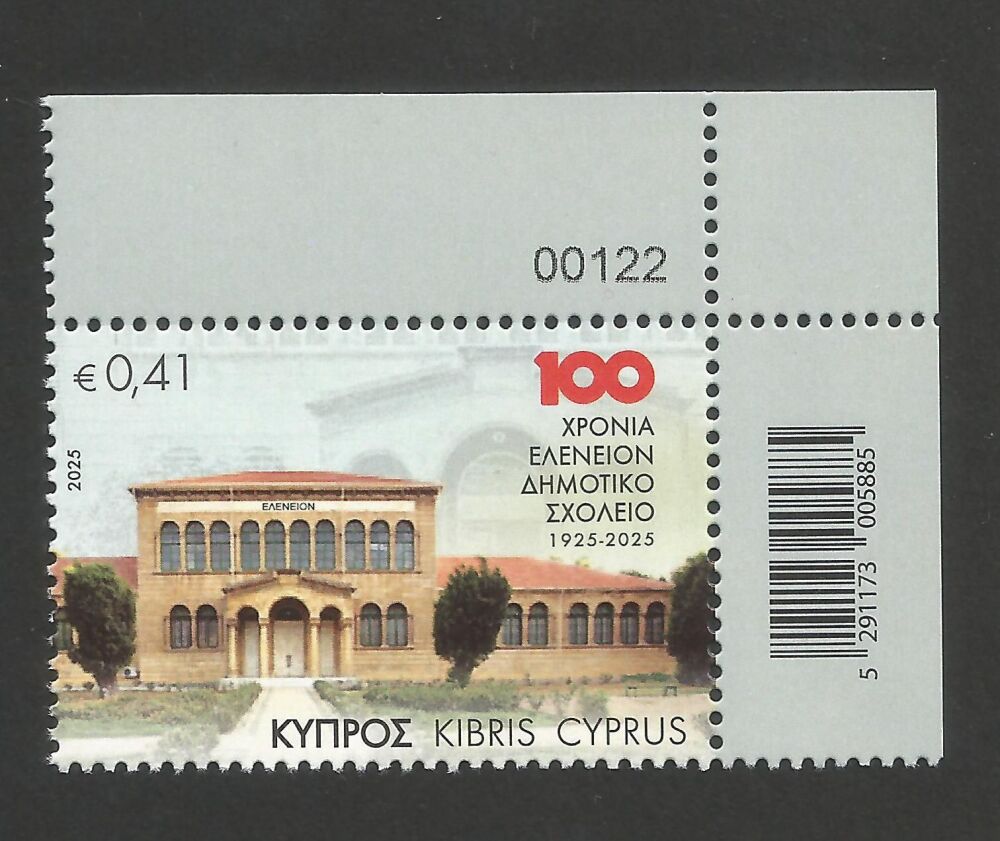 00122
€ 0,41
100
ΧΡΟΝΙΑ
ΕΛΕΝΕΙΟΝ
ΔΗΜΟΤΙΚΟ
ΣΧΟΛΕΙΟ
1925-2025
2025
ΕΛΕΝΕΙΟΝ
ΚΥΠΡΟΣ KIBRIS CYPRUS
5 291173 005885